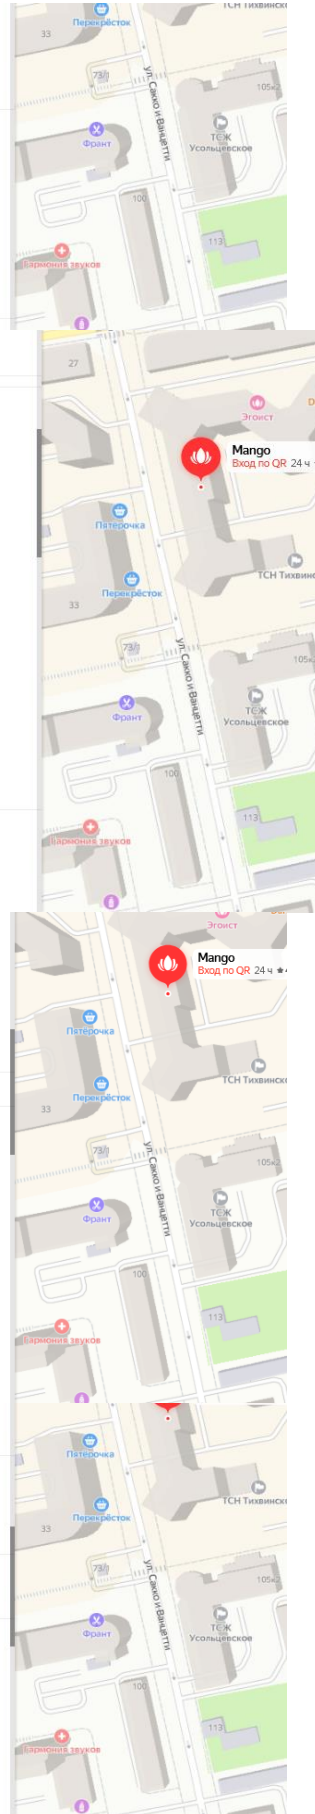 ТСН Тихвинск
Перекрёсток
33
73/1
ул. Сакко и Ванцетти
105к2
Франт
ТСЖ
Усольцевское
100
113
Гармония звуков
27
Эгоист
Mango
Вход по QR 24 ч
Пятёрочка
ТСН Тихвин
Перекрёсток
33
73/1
ул. Сакко и Ванцетти
105к
Франт
ТСЖ
Усольцевское
100
113
Гармония звуков
Эгоист
Mango
Вход по QR 24 ч
Пятёрочка
ТСН Тихвинск
Перекрёсток
33
73/1
ул. Сакко и Ванцетти
105к2
Франт
ТСЖ
Усольцевское
100
113
Гармония звуков
Пятёрочка
ТСН Тихвинск
Перекрёсток
33
73/1
ул. Сакко и Ванцетти
105к2
Франт
ТСЖ
Усольцевское
100
113
Гармония звуков